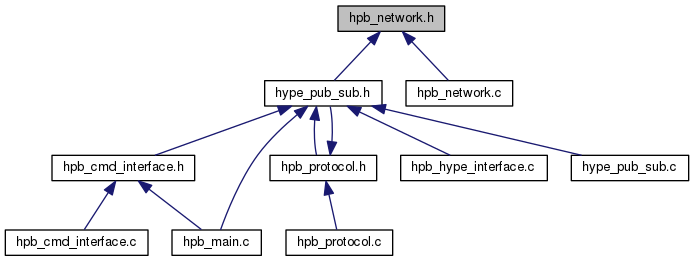 hpb_network.h
hype_pub_sub.h
hpb_network.c
hpb_cmd_interface.h
hpb_protocol.h
hpb_hype_interface.c
hype_pub_sub.c
hpb_cmd_interface.c
hpb_main.c
hpb_protocol.c